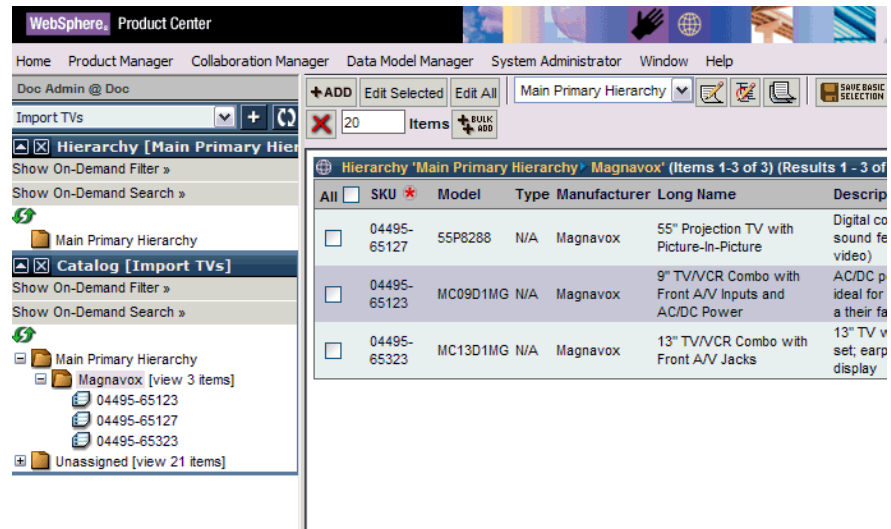 WebSphere. Product Center
Home Product Manager Collaboration Manager Data Model Manager System Administrator Window Help
Doc Admin @ Doc
Import TVs
Hierarchy [Main Primary Hier
Show On-Demand Filter »
Show On-Demand Search »
Main Primary Hierarchy
Catalog [Import TVs]
Show On-Demand Filter »
Show On-Demand Search »
Main Primary Hierarchy
Magnavox [view 3 items]
04495-65123
04495-65127
04495-65323
Unassigned [view 21 items]
+ADD Edit Selected Edit All Main Primary Hierarchy SAVE BASIC SELECTION
20 Items BULK ADD
Hierarchy 'Main Primary Hierarchy Magnavox' (Items 1-3 of 3) (Results 1 - 3 of
All SKU Model Type Manufacturer Long Name Descrip
04495-65127 55P8288 N/A Magnavox 55" Projection TV with Picture-In-Picture Digital co sound fe video)
04495-65123 MC09D1MG N/A Magnavox 9" TV/VCR Combo with Front A/V Inputs and AC/DC Power AC/DC p ideal for a their fa
04495-65323 MC13D1MG N/A Magnavox 13" TV/VCR Combo with Front A/V Jacks 13" TV w set; earp display